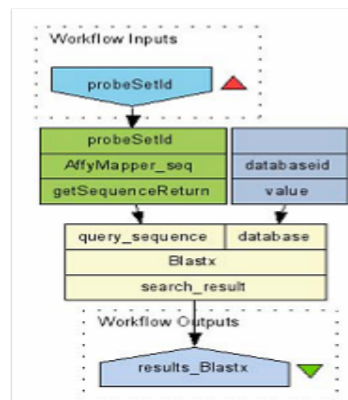 Workflow Inputs
probeSetId
probeSetId
AffyMapper_seq databaseid
getSequenceReturn value
query_sequence database
Blastx
search_result
Workflow Outputs
results_Blastx